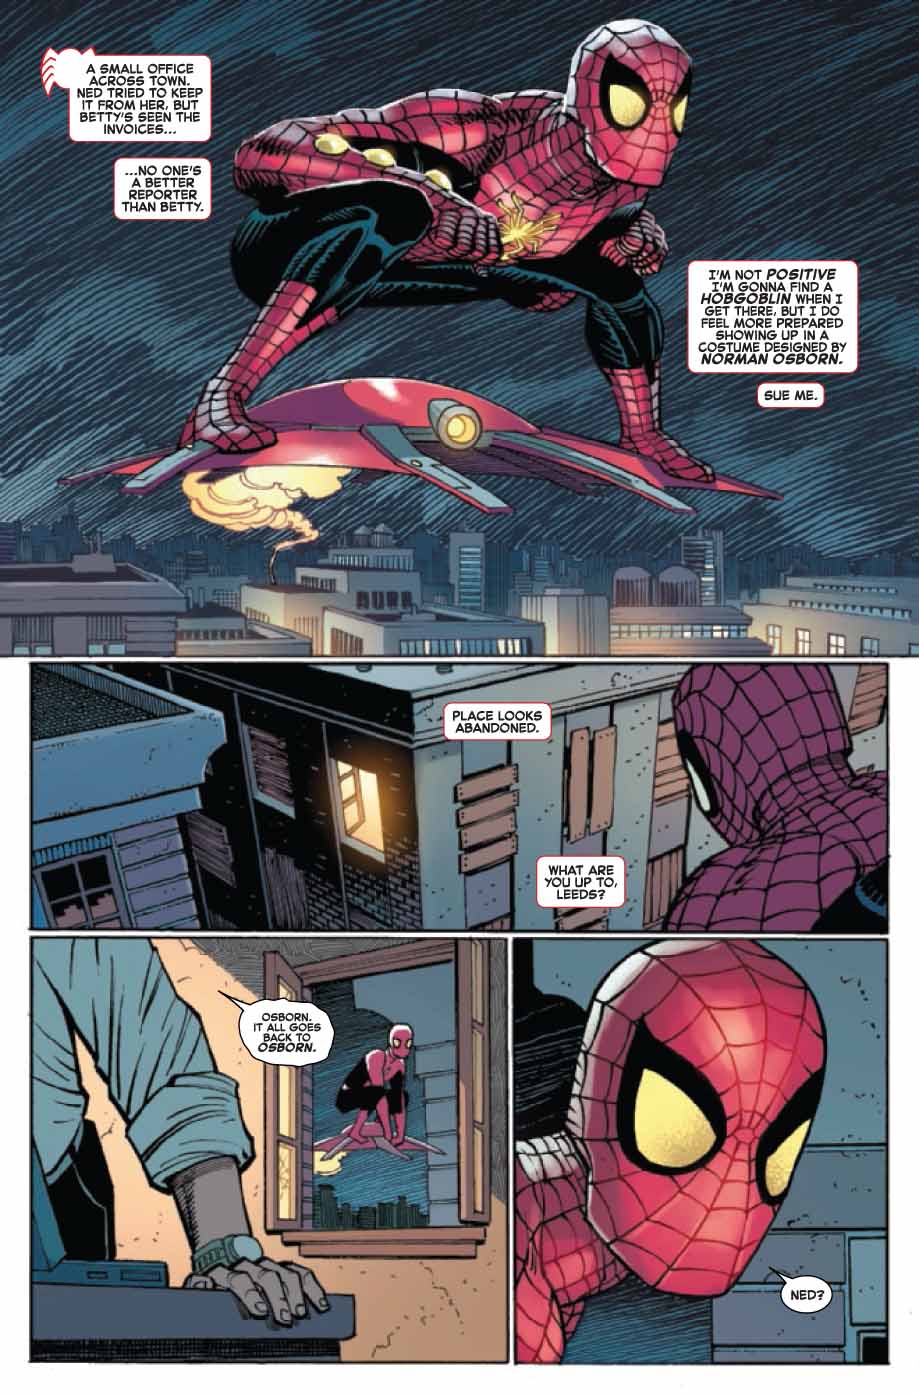 A SMALL OFFICE
ACROSS TOWN.
NED TRIED TO KEEP
IT FROM HER, BUT
BETTY'S SEEN THE
INVOICES...
...NO ONE'S
A BETTER
REPORTER
THAN BETTY.
I'M NOT POSITIVE
I'M GONNA FIND A
HOBGOBLIN WHEN I
GET THERE, BUT I DO
FEEL MORE PREPARED
SHOWING UP IN A
COSTUME DESIGNED BY
NORMAN OSBORN.
SUE ME.
PLACE LOOKS
ABANDONED.
WHAT ARE
YOU UP TO,
LEEDS?
OSBORN.
IT ALL GOES
BACK TO
OSBORN.
NED?